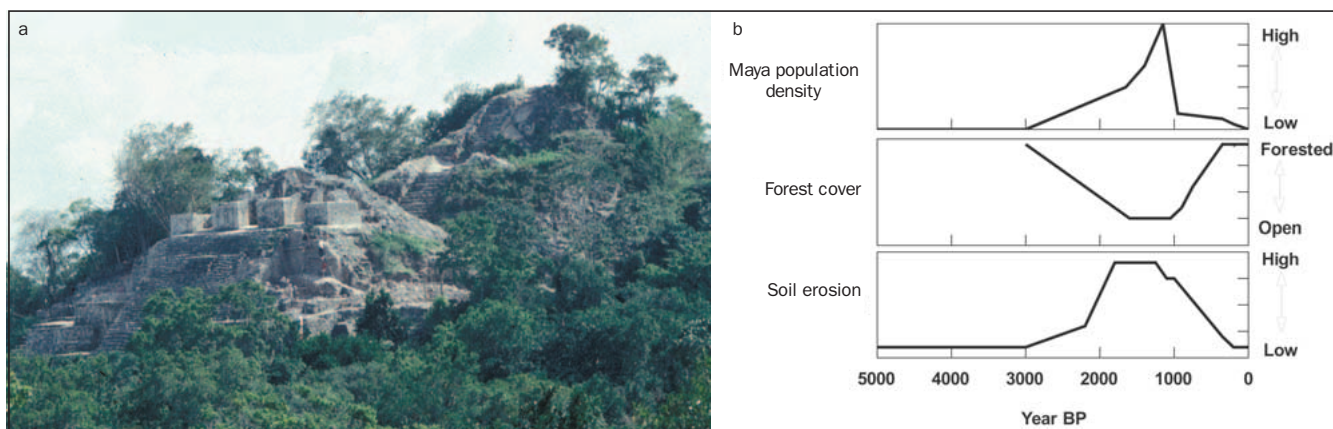 a
b
Maya population
density
High
Low
Forest cover
Forested
Open
Soil erosion
High
Low
5000 4000 3000 2000 1000 0
Year BP